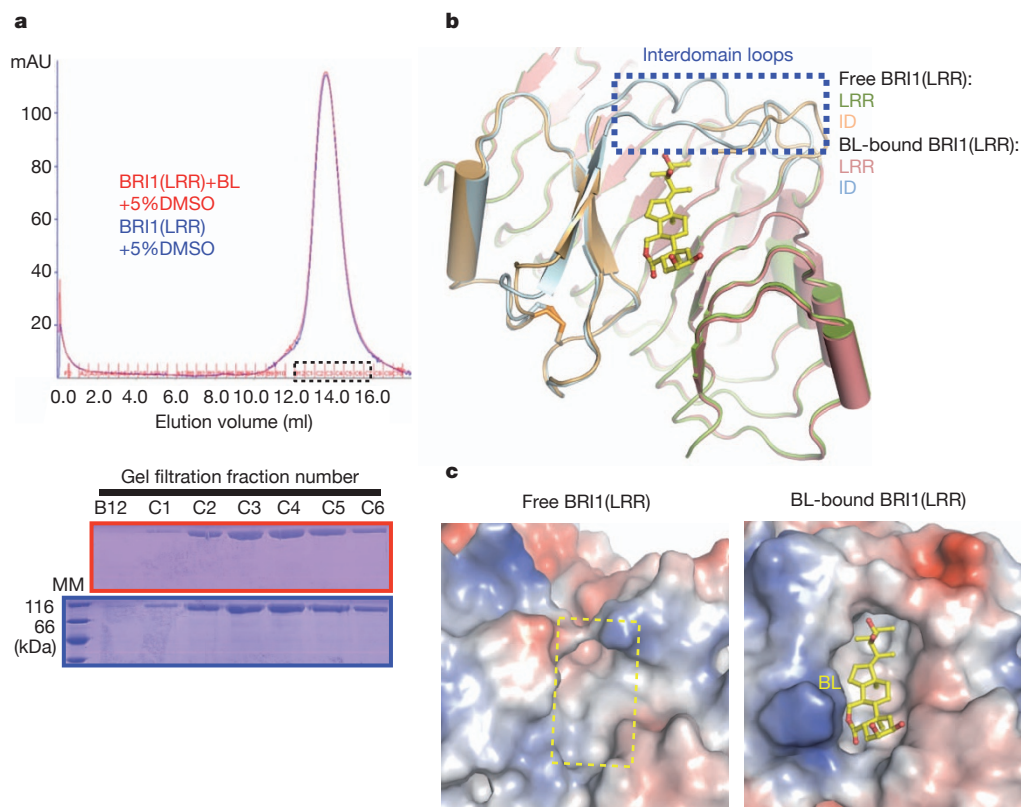 a
mAU
100
80
60
40
20
BRI1(LRR)+BL
+5%DMSO
BRI1(LRR)
+5%DMSO
0.0 2.0 4.0 6.0 8.0 10.0 12.0 14.0 16.0
Elution volume (ml)
Gel filtration fraction number
B12 C1 C2 C3 C4 C5 C6
MM
116
66
(kDa)
b
Interdomain loops
Free BRI1(LRR):
LRR
ID
BL-bound BRI1(LRR):
LRR
ID
c
Free BRI1(LRR)
BL-bound BRI1(LRR)
BL